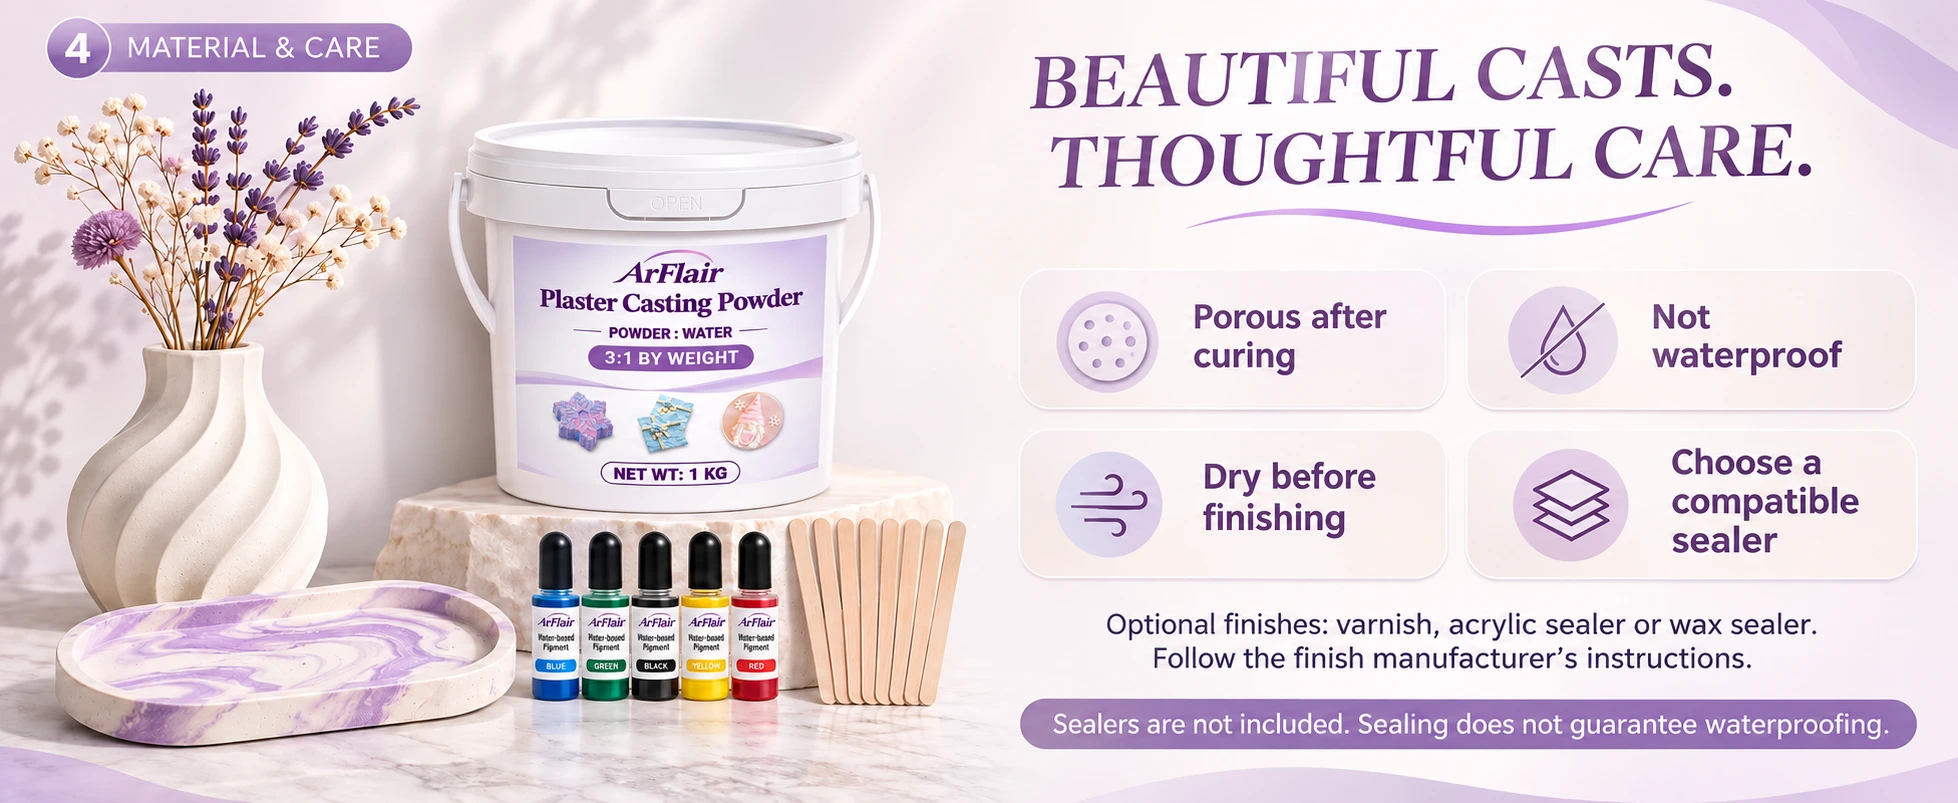 4 MATERIAL & CARE
BEAUTIFUL CASTS.
THOUGHTFUL CARE.
OPEN
ArFlair
Plaster Casting Powder
POWDER : WATER
3:1 BY WEIGHT
NET WT: 1 KG
ArFlair
Water-based
Pigment
BLUE
ArFlair
Water-based
Pigment
GREEN
ArFlair
Water-based
Pigment
BLACK
ArFlair
Water-based
Pigment
YELLOW
ArFlair
Water-based
Pigment
RED
Porous after
curing
Not
waterproof
Dry before
finishing
Choose a
compatible
sealer
Optional finishes: varnish, acrylic sealer or wax sealer.
Follow the finish manufacturer’s instructions.
Sealers are not included. Sealing does not guarantee waterproofing.